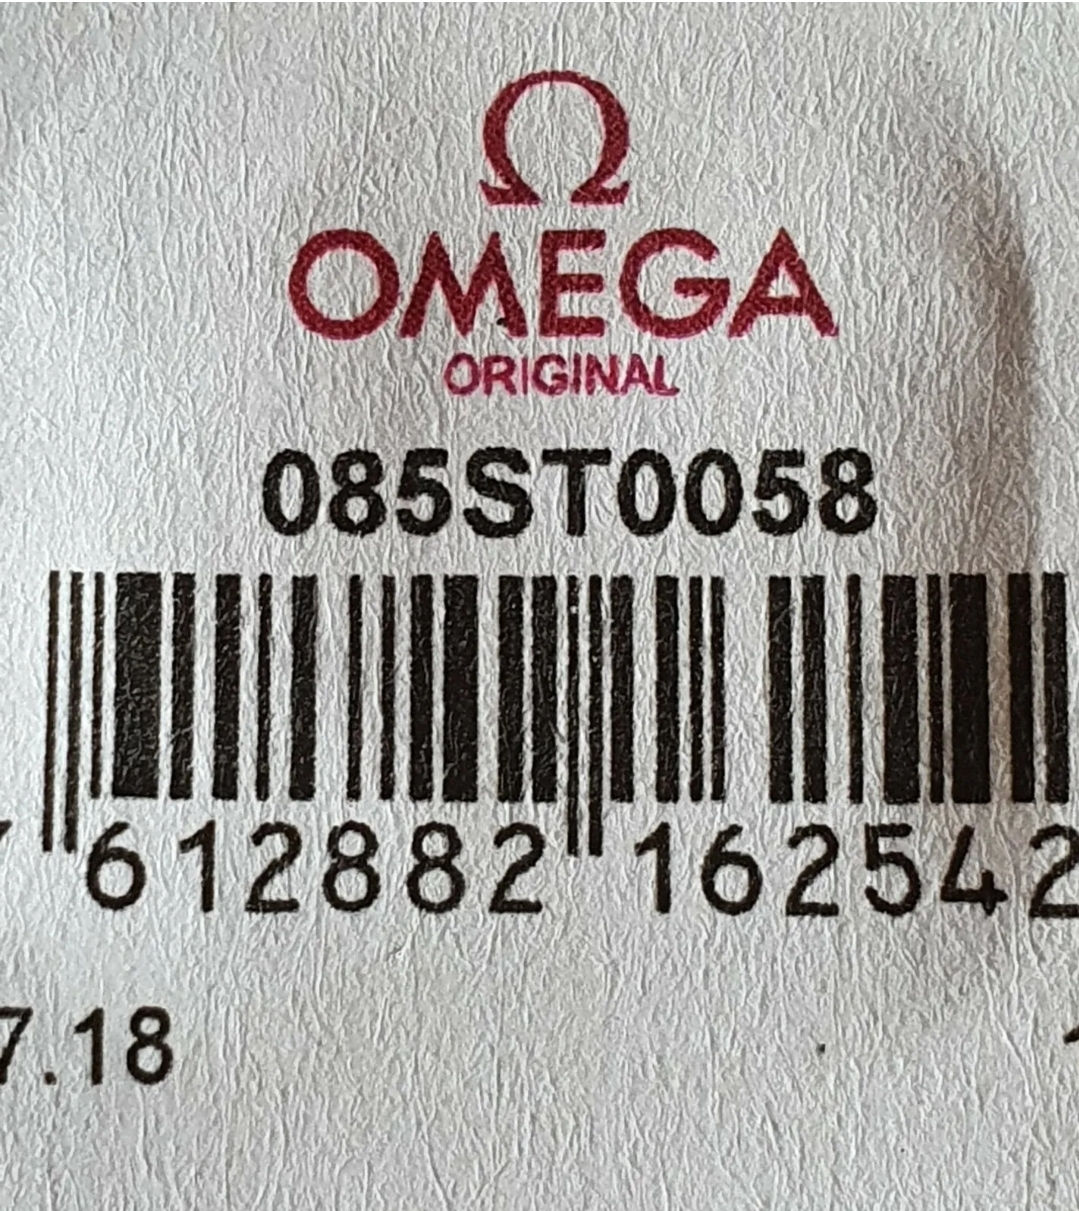 Ω
OMEGA
ORIGINAL
085ST0058
612882 162542
7.18